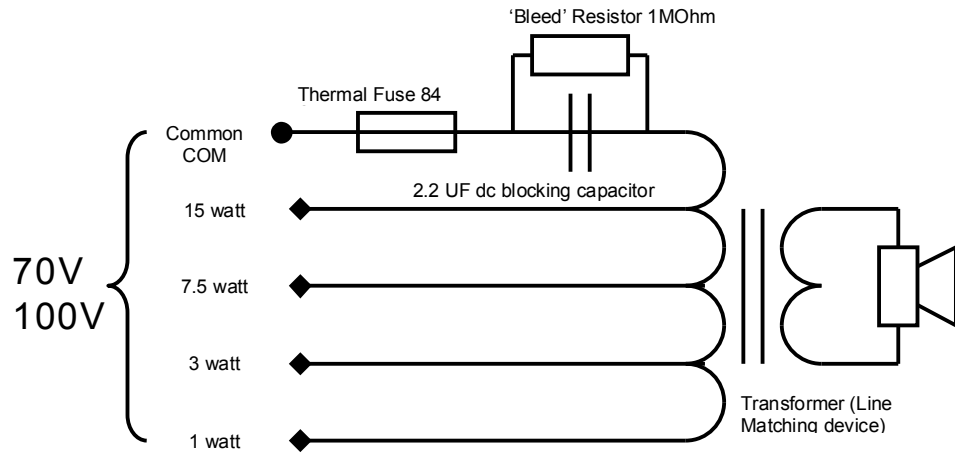 ‘Bleed’ Resistor 1MOhm
Thermal Fuse 84
Common
COM
2.2 UF dc blocking capacitor
15 watt
70V
100V
7.5 watt
3 watt
1 watt
Transformer (Line
Matching device)